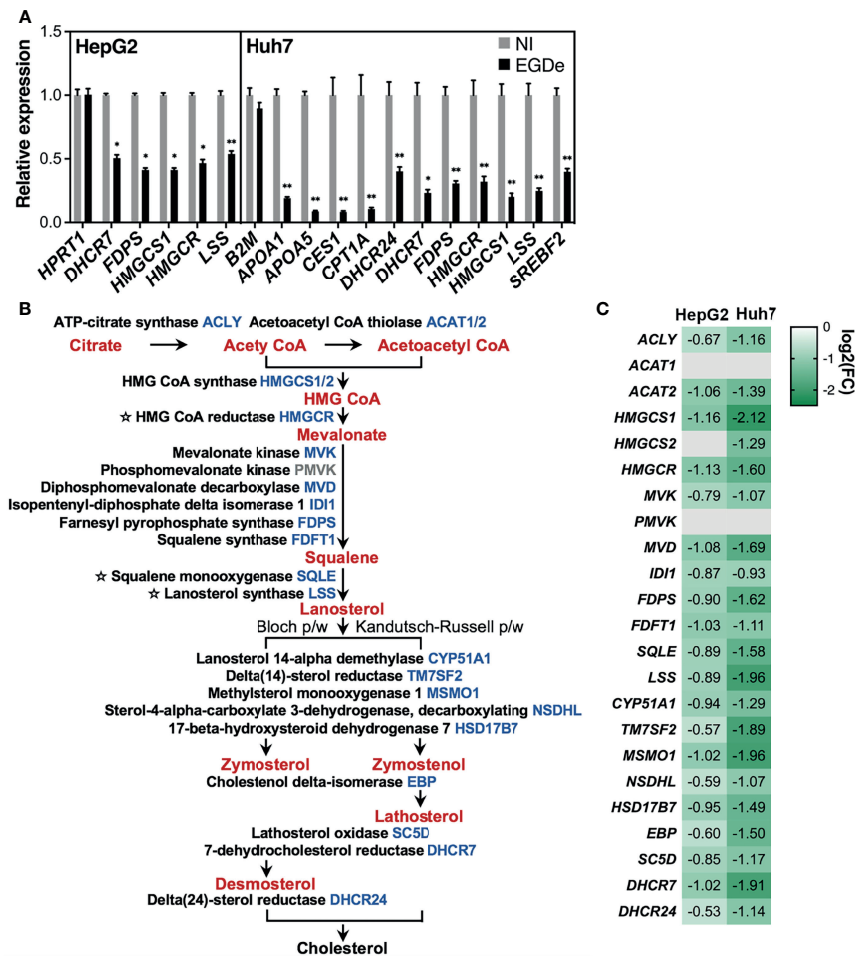 A
HepG2
Huh7
NI
EGDe
Relative expression
1.5
1.0
0.5
0.0
* * * * ** ** ** ** ** ** * ** ** ** ** **
HPRT1
DHCR7
FDPS
HMGCS1
HMGCR
LSS
B2M
APOA1
APOA5
CES1
CPT1A
DHCR24
DHCR7
FDPS
HMGCR
HMGCS1
LSS
SREBF2
B
ATP-citrate synthase ACLY Acetoacetyl CoA thiolase ACAT1/2
Citrate Acety CoA Acetoacetyl CoA
HMG CoA synthase HMGCS1/2
HMG CoA
☆ HMG CoA reductase HMGCR
Mevalonate
Mevalonate kinase MVK
Phosphomevalonate kinase PMVK
Diphosphomevalonate decarboxylase MVD
Isopentenyl-diphosphate delta isomerase 1 IDI1
Farnesyl pyrophosphate synthase FDPS
Squalene synthase FDFT1
Squalene
☆ Squalene monooxygenase SQLE
☆ Lanosterol synthase LSS
Lanosterol
Bloch p/w Kandutsch-Russell p/w
Lanosterol 14-alpha demethylase CYP51A1
Delta(14)-sterol reductase TM7SF2
Methylsterol monooxygenase 1 MSMO1
Sterol-4-alpha-carboxylate 3-dehydrogenase, decarboxylating NSDHL
17-beta-hydroxysteroid dehydrogenase 7 HSD17B7
Zymosterol Zymostenol
Cholestenol delta-isomerase EBP
Lathosterol
Lathosterol oxidase SC5D
7-dehydrocholesterol reductase DHCR7
Desmosterol
Delta(24)-sterol reductase DHCR24
Cholesterol
C
HepG2 Huh7
ACLY -0.67 -1.16
ACAT1
ACAT2 -1.06 -1.39
HMGCS1 -1.16 -2.12
HMGCS2 -1.29
HMGCR -1.13 -1.60
MVK -0.79 -1.07
PMVK
MVD -1.08 -1.69
IDI1 -0.87 -0.93
FDPS -0.90 -1.62
FDFT1 -1.03 -1.11
SQLE -0.89 -1.58
LSS -0.89 -1.96
CYP51A1 -0.94 -1.29
TM7SF2 -0.57 -1.89
MSMO1 -1.02 -1.96
NSDHL -0.59 -1.07
HSD17B7 -0.95 -1.49
EBP -0.60 -1.50
SC5D -0.85 -1.17
DHCR7 -1.02 -1.91
DHCR24 -0.53 -1.14
0
-1
-2
log2(FC)